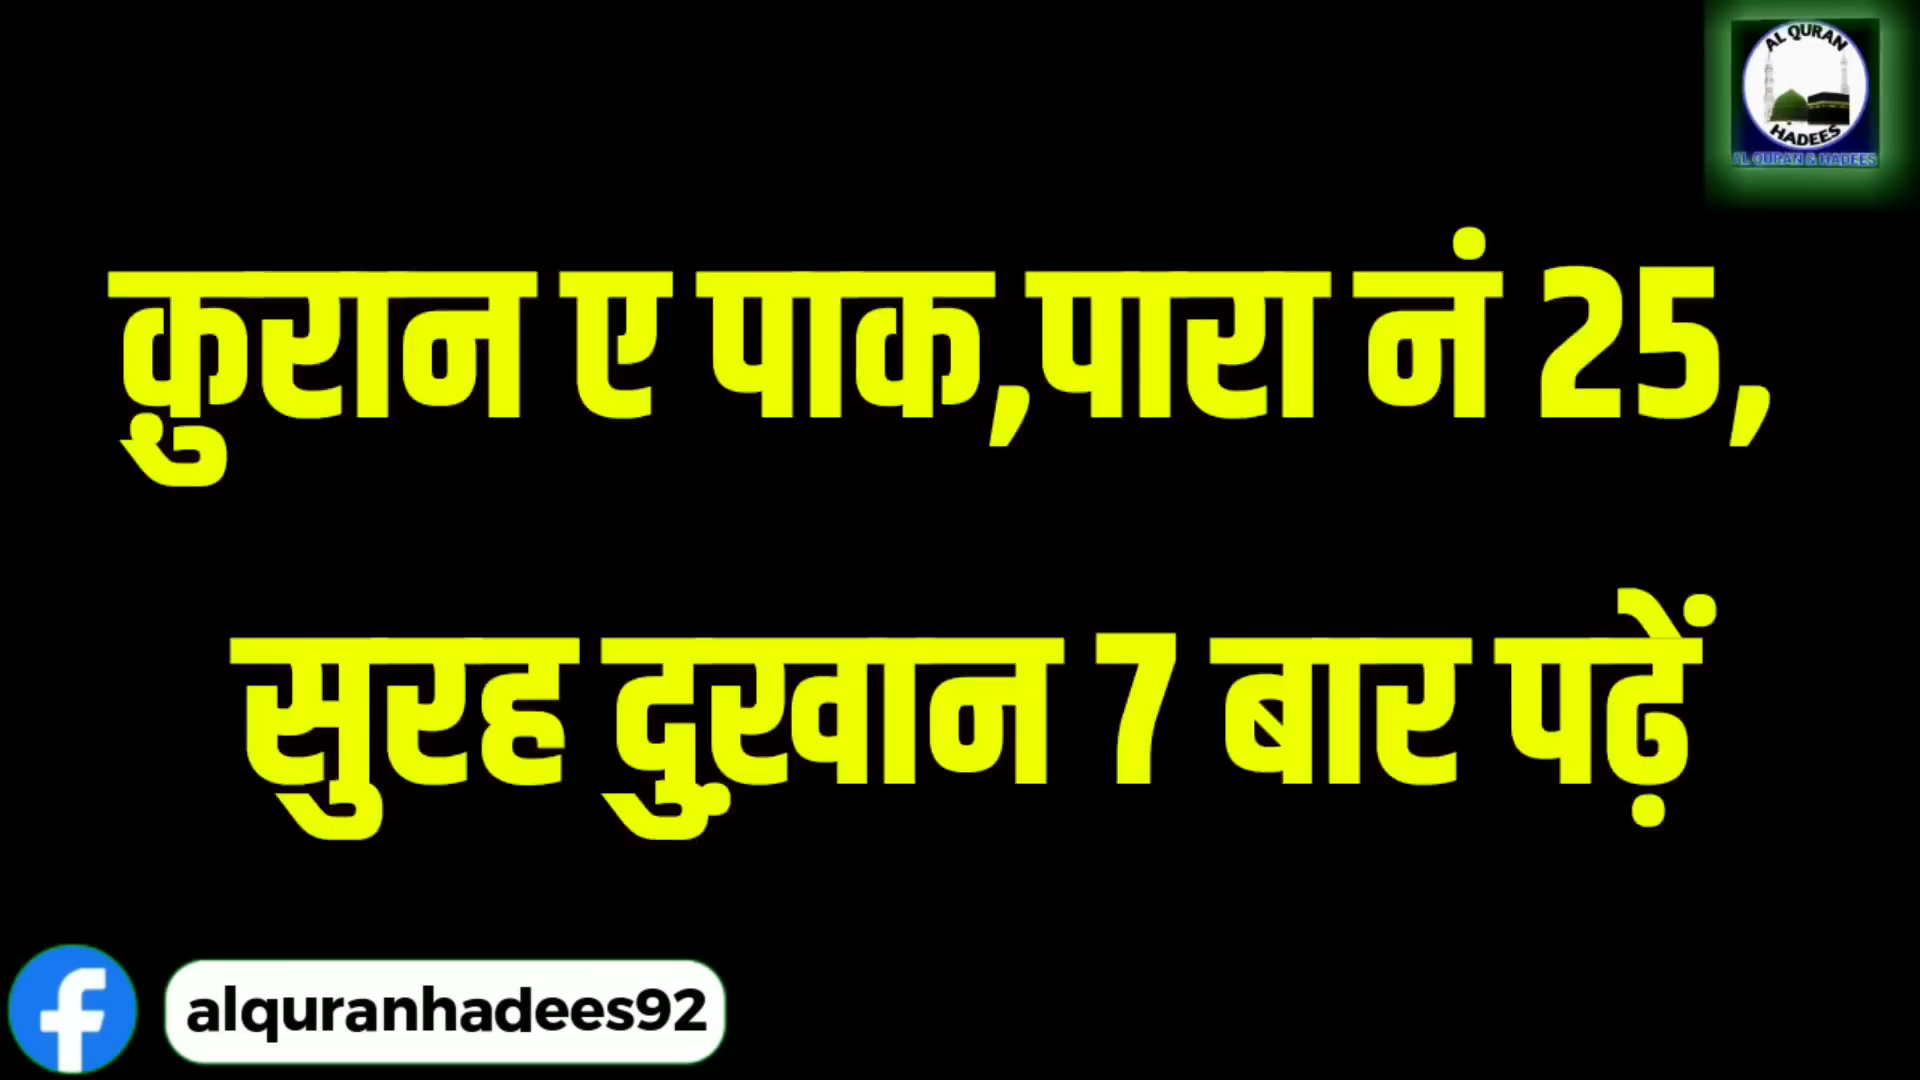 AL QURAN
HADEES
AL QURAN & HADEES
क़ुरान ए पाक,पारा नं 25,
सुरह दुख़ान 7 बार पढ़ें
alquranhadees92